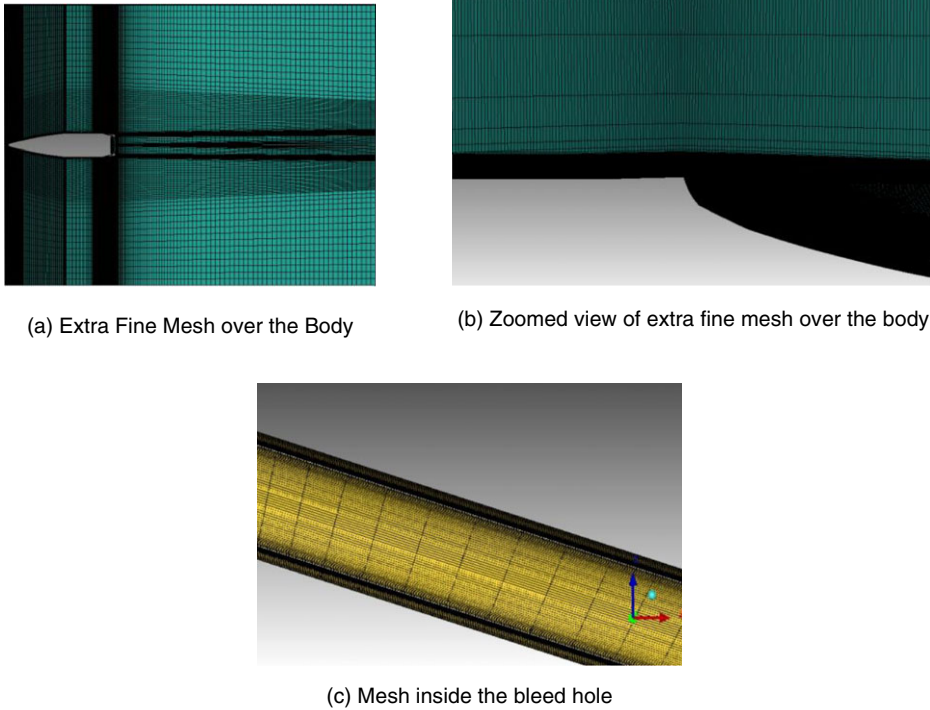 (a) Extra Fine Mesh over the Body
(b) Zoomed view of extra fine mesh over the body
(c) Mesh inside the bleed hole